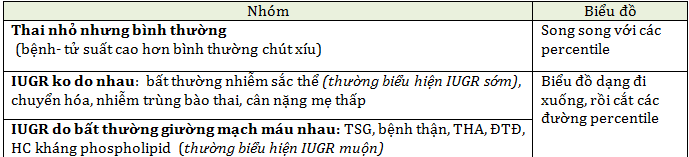 Nhóm Biểu đồ
Thai nhỏ nhưng bình thường
(bệnh- tử suất cao hơn bình thường chút xíu)
Song song với các
percentile
IUGR ko do nhau: bất thường nhiễm sắc thể (thường biểu hiện IUGR sớm),
chuyển hóa, nhiễm trùng bào thai, cân nặng mẹ thấp
Biểu đồ dạng đi
xuống, rồi cắt các
đường percentile
IUGR do bất thường giường mạch máu nhau: TSG, bệnh thận, THA, ĐTĐ,
HC kháng phospholipid (thường biểu hiện IUGR muộn)